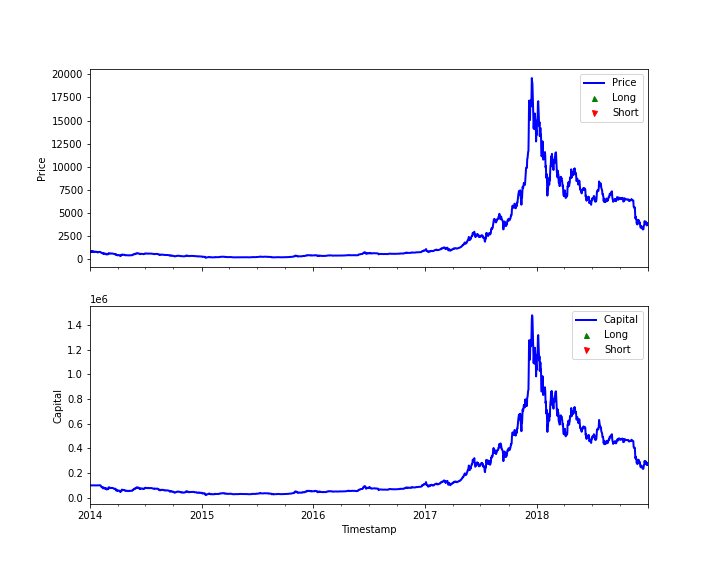 20000
17500
15000
12500
10000
7500
5000
2500
0
Price
Price
Long
Short
1e6
1.4
1.2
1.0
0.8
0.6
0.4
0.2
0.0
Capital
Capital
Long
Short
2014 2015 2016 2017 2018
Timestamp